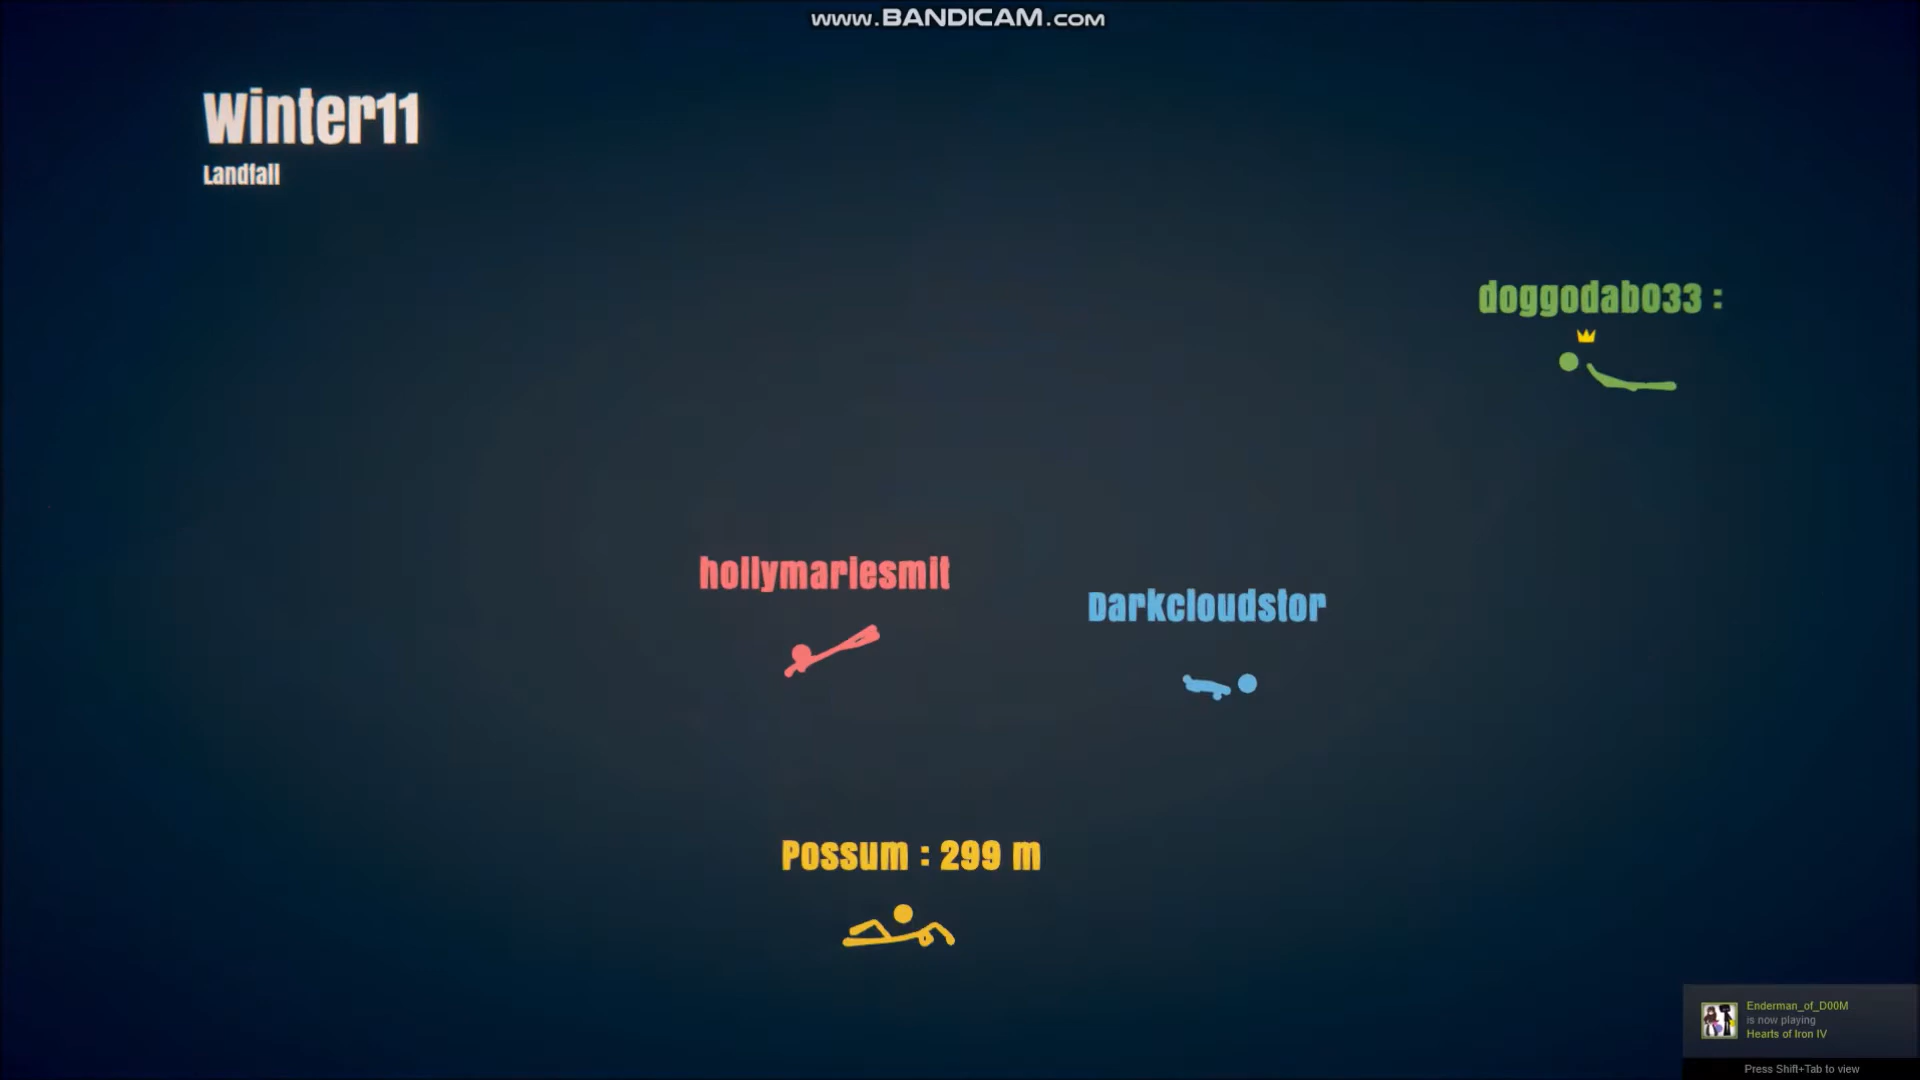 www.BANDICAM.com
Winter11
Landfall
doggodab033 :
hollymariesmit
Darkcloudstor
Possum : 299 m
Enderman_of_D00M
is now playing
Hearts of Iron IV
Press Shift+Tab to view